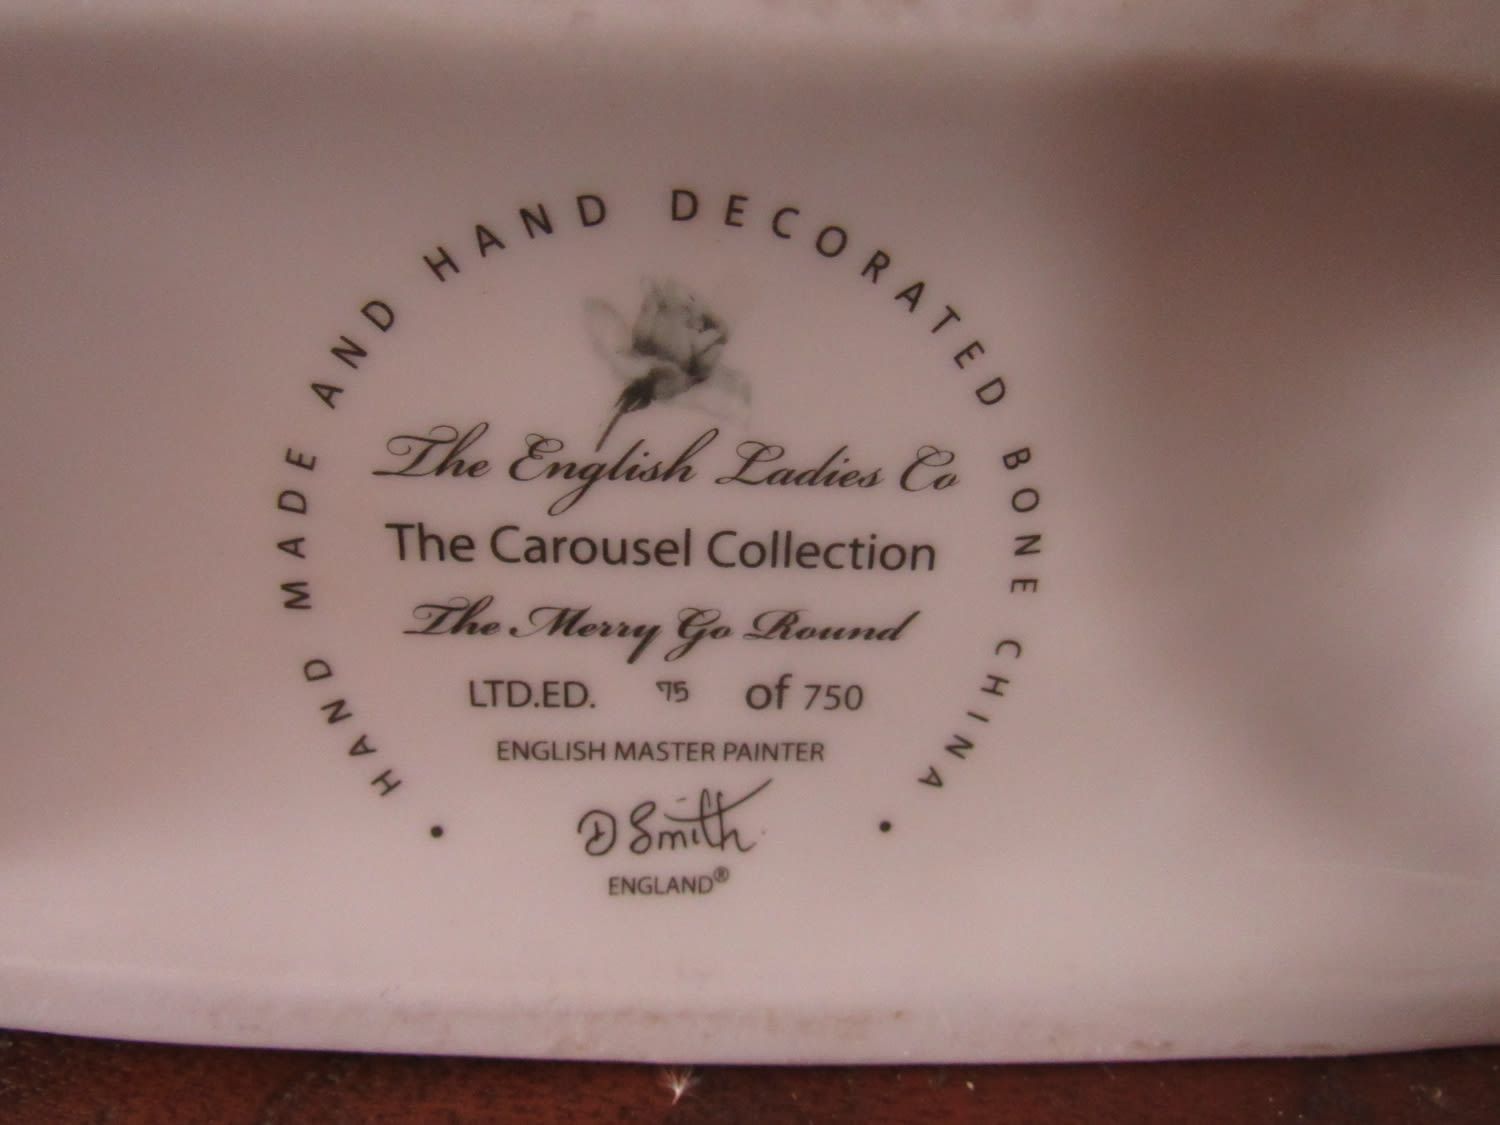 HAND MADE AND HAND DECORATED BONE CHINA
The English Ladies Co
The Carousel Collection
The Merry Go Round
LTD.ED. 75 of 750
ENGLISH MASTER PAINTER
D Smith
ENGLAND®